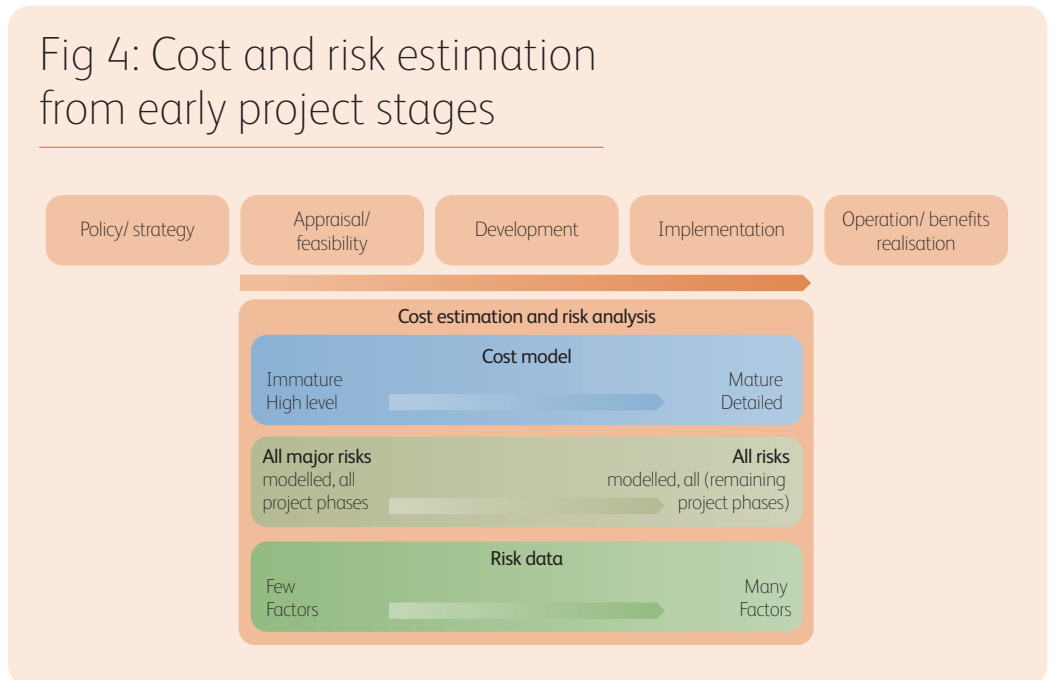 Fig 4: Cost and risk estimation
from early project stages
Policy/ strategy
Appraisal/
feasibility
Development
Implementation
Operation/ benefits
realisation
Cost estimation and risk analysis
Cost model
Immature
High level
Mature
Detailed
All major risks
modelled, all
project phases
All risks
modelled, all (remaining
project phases)
Risk data
Few
Factors
Many
Factors